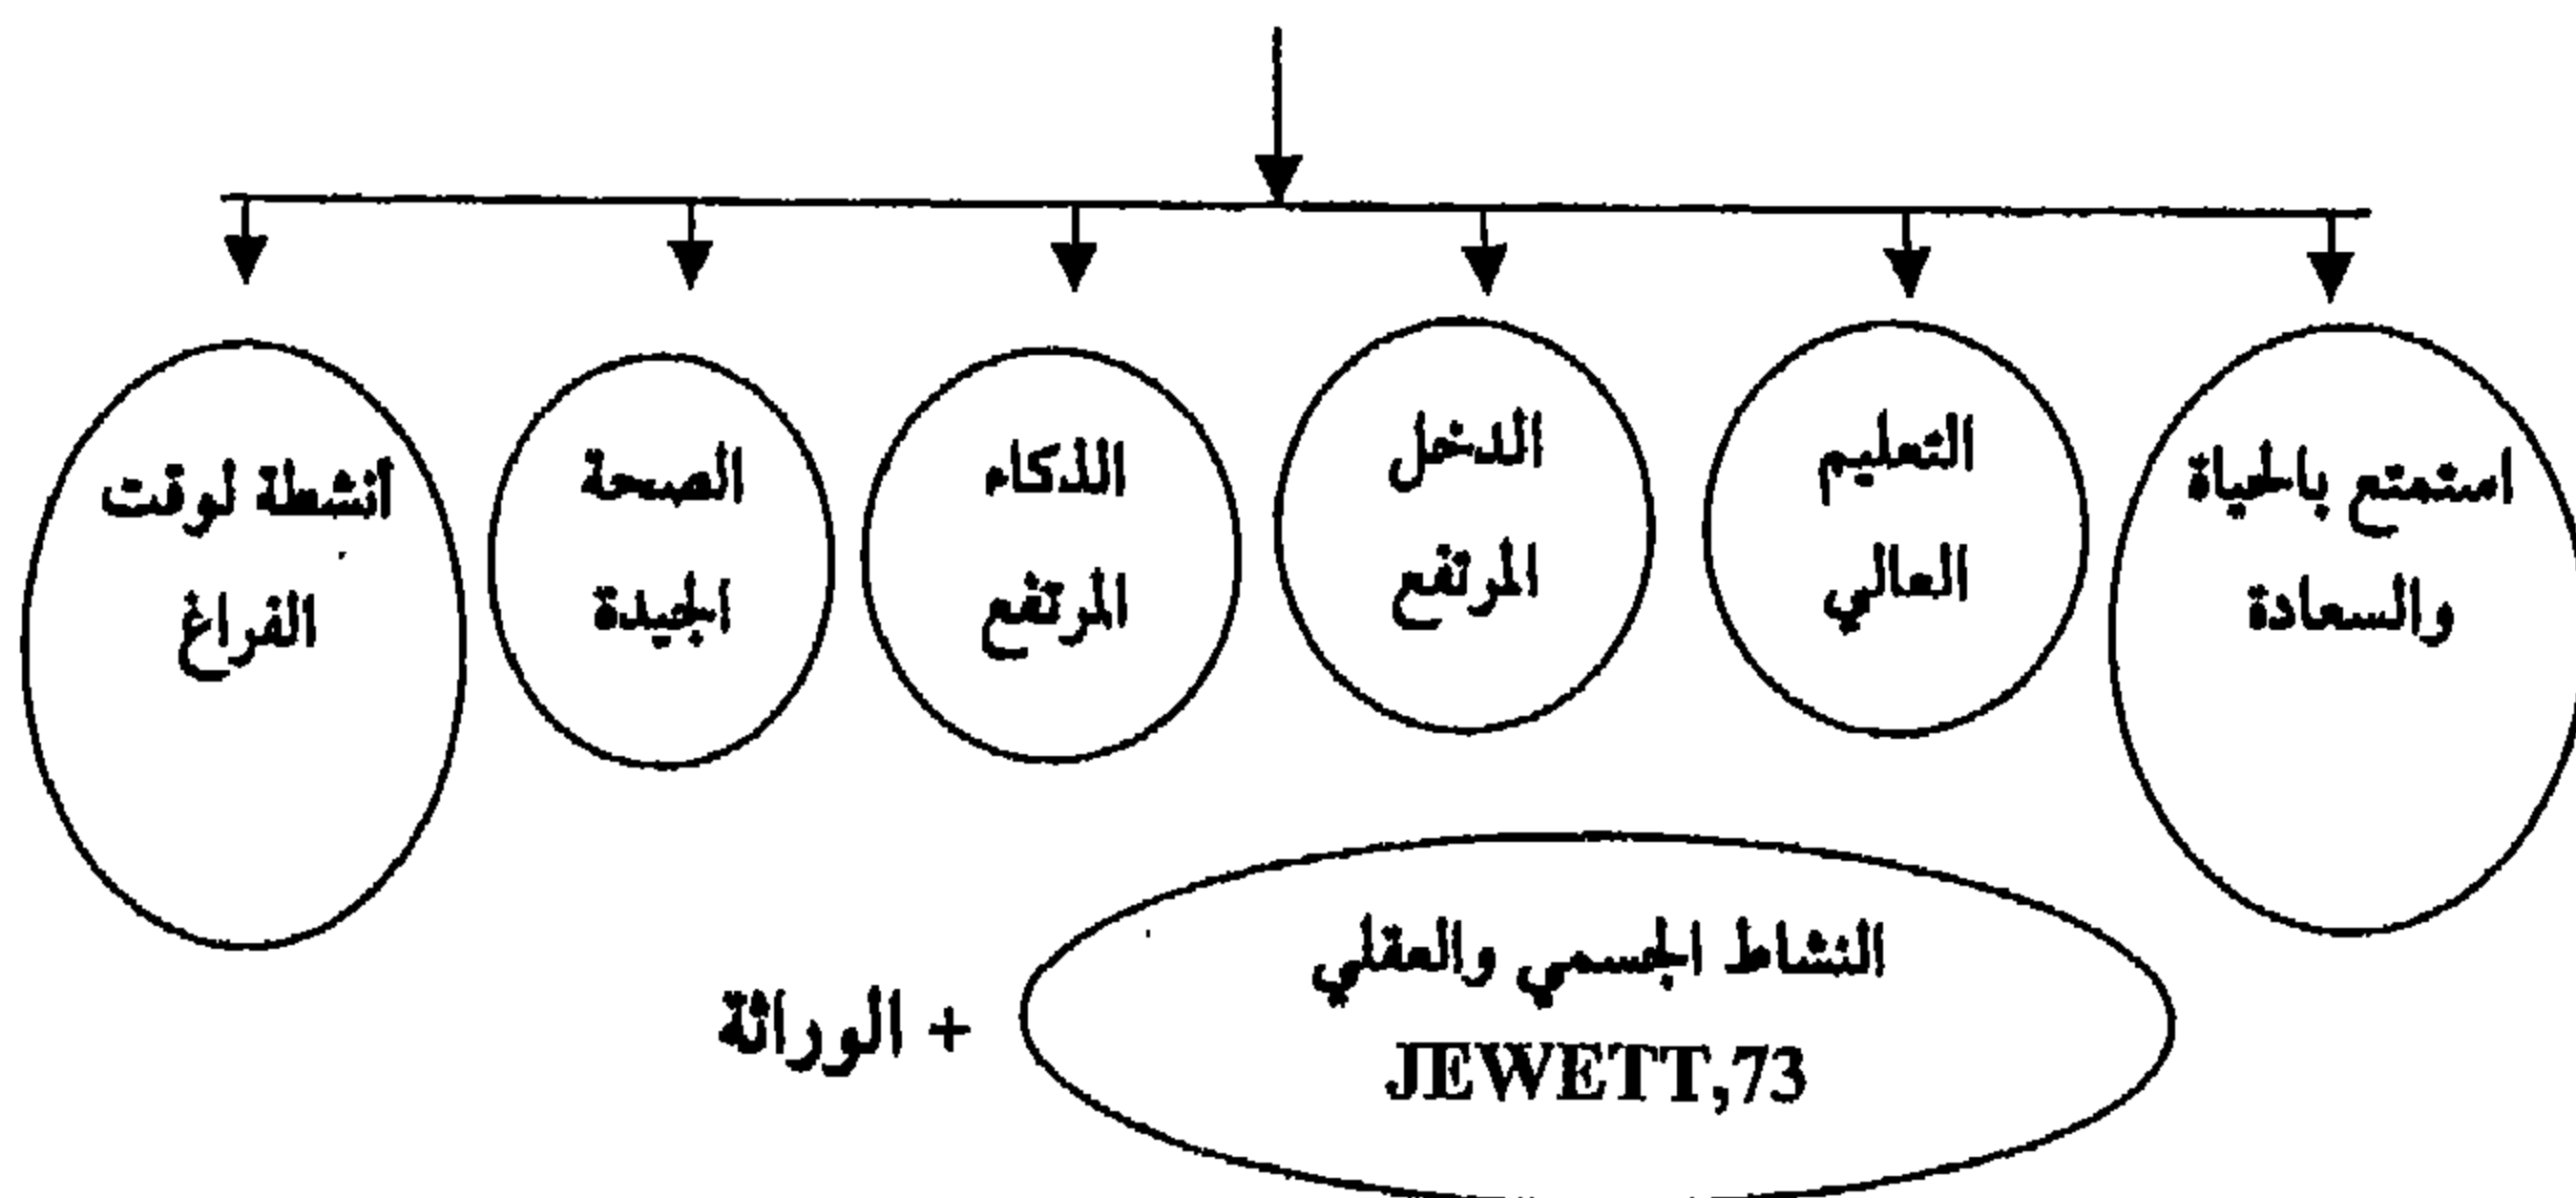 استمتع بالحياة
والسعادة
التعليم
العالي
الدخل
المرتفع
الذكاء
المرتفع
الصحة
الجيدة
أنشطة لوقت
الفراغ
النشاط الجسمي والعقلي
JEWETT,73
+ الوراثة